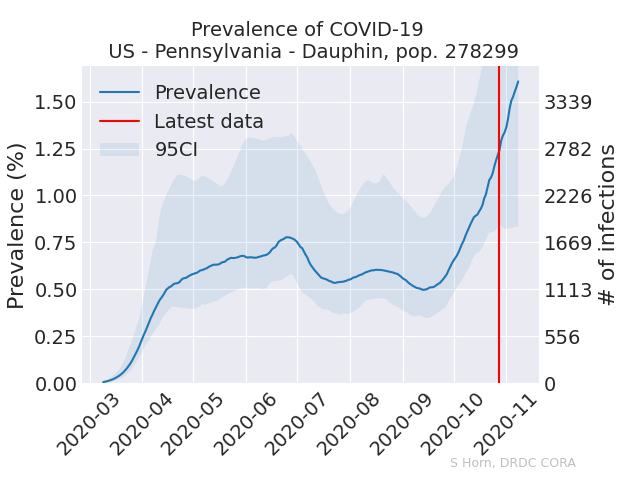 Prevalence of COVID-19
US - Pennsylvania - Dauphin, pop. 278299
Prevalence
Latest data
95CI
Prevalence (%)
1.50
1.25
1.00
0.75
0.50
0.25
0.00
3339
2782
2226
1669
1113
556
0
# of infections
2020-03
2020-04
2020-05
2020-06
2020-07
2020-08
2020-09
2020-10
2020-11
S Horn, DRDC CORA